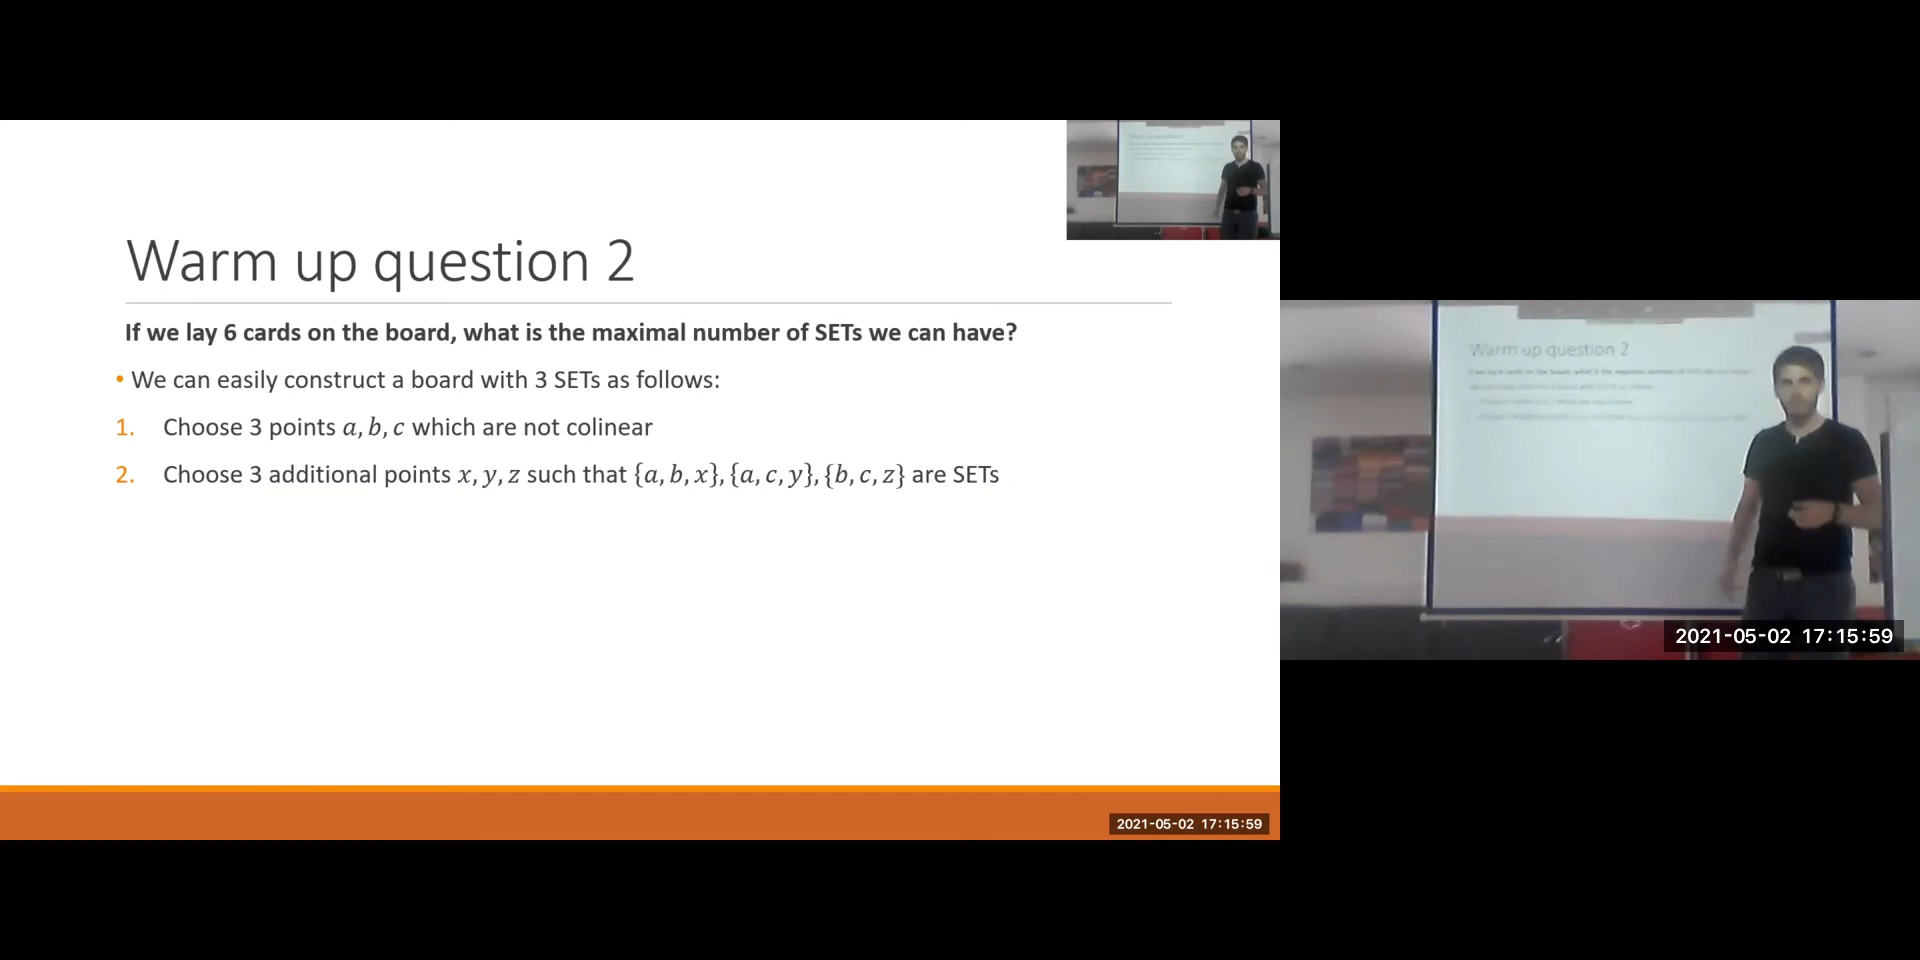 Warm up question 2
If we lay 6 cards on the board, what is the maximal number of SETs we can have?
• We can easily construct a board with 3 SETs as follows:
1. Choose 3 points a, b, c which are not colinear
2. Choose 3 additional points x, y, z such that {a, b, x}, {a, c, y}, {b, c, z} are SETs
2021-05-02 17:15:59
Warm up question 2
2021-05-02 17:15:59